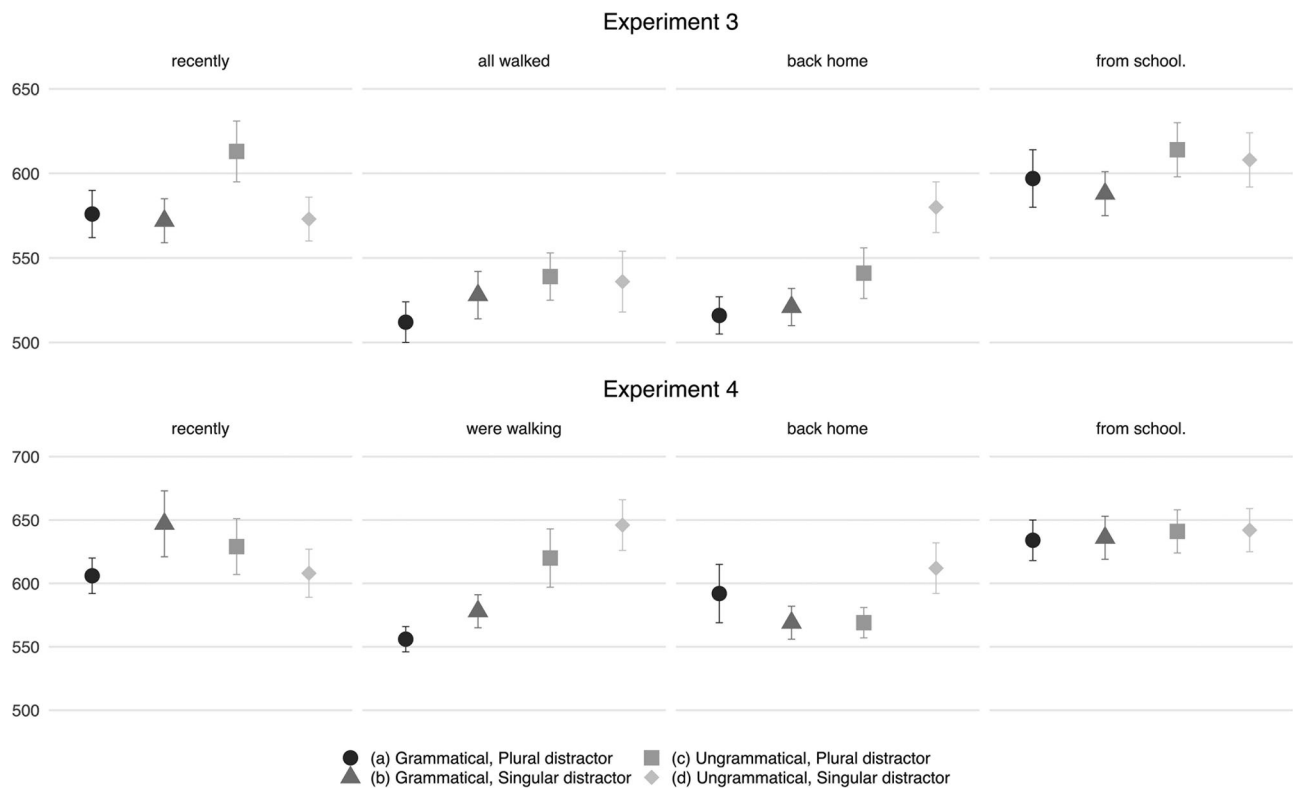 Experiment 3
recently all walked back home from school.
650
600
550
500
Experiment 4
recently were walking back home from school.
700
650
600
550
500
(a) Grammatical, Plural distractor (c) Ungrammatical, Plural distractor
(b) Grammatical, Singular distractor (d) Ungrammatical, Singular distractor